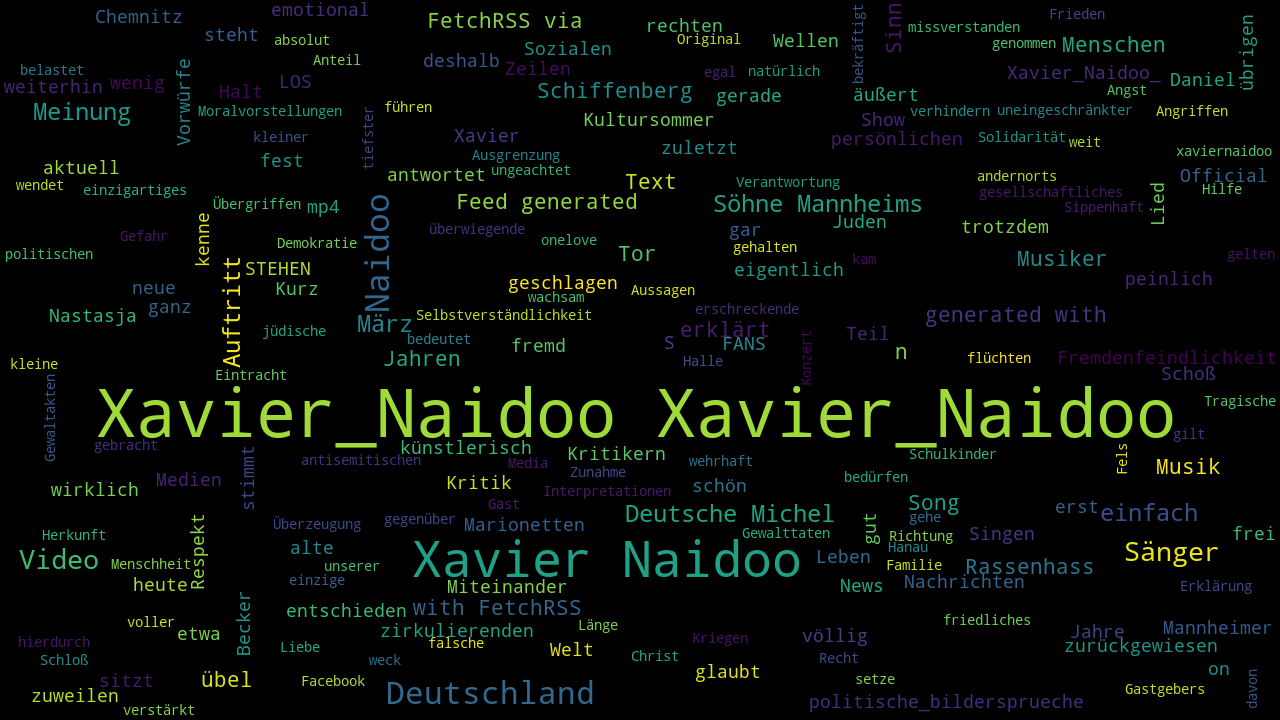 Chemnitz
emotional
FetchRSS via
rechten
Original
Wellen
bekräftigt
Sinn
missverstanden
Frieden
genommen
Menschen
übrigen
steht
absolut
Sozialen
Anteil
deshalb
Zeilen
egal
natürlich
Xavier_Naidoo_
Daniel
belastet
weiterhin
wenig
Vorwürfe
Halt
LOS
Schiffenberg
gerade
äußert
Angst
Meinung
Moralvorstellungen
führen
Kultursommer
Show
verhindern
uneingeschränkter
Angriffen
kleiner
tiefster
Xavier
persönlichen
Solidarität
weit
aktuell
fest
Ausgrenzung
zuletzt
xaviernaidoo
wendet
einzigartiges
antwortet
ungeachtet
Text
Verantwortung
andernorts
Official
gesellschaftliches
Lied
Hilfe
Übergriffen
mp4
Naidoo
Feed generated
Söhne Mannheims
Sippenhaft
kenne
Gefahr
überwiegende
gar
Juden
trotzdem
politischen
Demokratie
onelove
gehalten
Tor
kam
Musiker
gelten
Auftritt
STEHEN
eigentlich
neue
Kurz
geschlagen
Aussagen
peinlich
ganz
wachsam
Nastasja
März
Selbstverständlichkeit
erschreckende
generated with
jüdische
bedeutet
fremd
erklärt
S
FANS
Teil
Konzert
kleine
Jahren
Halle
n
flüchten
Fremdenfeindlichkeit
Eintracht
Schoß
Gewaltakten
Xavier_Naidoo Xavier_Naidoo
Tragische
gebracht
stimmt
künstlerisch
Kritikern
gilt
antisemitischen
Media
wehrhaft
Schulkinder
Fels
Medien
Zunahme
Musik
wirklich
Kritik
Interpretationen
schön
bedürfen
Gast
Song
erst
einfach
Überzeugung
gegenüber
Marionetten
Deutsche Michel
gut
gehe
Herkunft
Respekt
Gewalttaten
Richtung
Singen
frei
Video
alte
Xavier Naidoo
Leben
Hanau
Sänger
Menschheit
unserer
Familie
Rassenhass
heute
einzige
Miteinander
News
Nachrichten
Erklärung
Becker
entschieden
with FetchRSS
voller
etwa
zirkulierenden
Länge
friedliches
hierdurch
Liebe
falsche
Kriegen
völlig
Jahre
Mannheimer
Schloß
weck
Welt
Christ
Recht
zurückgewiesen
sitzt
übel
Facebook
glaubt
setze
on
zuweilen
Deutschland
politische_bildersprueche
Gastgebers
davon
verstärkt